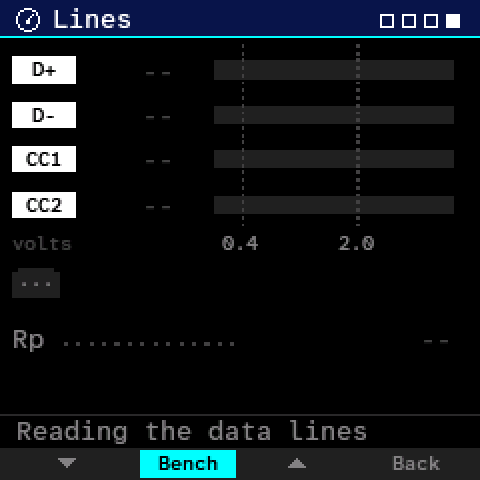 Lines
D+ --
D- --
CC1 --
CC2 --
volts 0.4 2.0
...
Rp .............. --
Reading the data lines
Bench Back